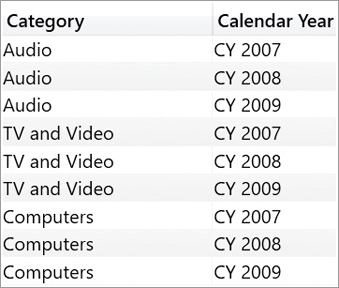 Category Calendar Year
Audio CY 2007
Audio CY 2008
Audio CY 2009
TV and Video CY 2007
TV and Video CY 2008
TV and Video CY 2009
Computers CY 2007
Computers CY 2008
Computers CY 2009